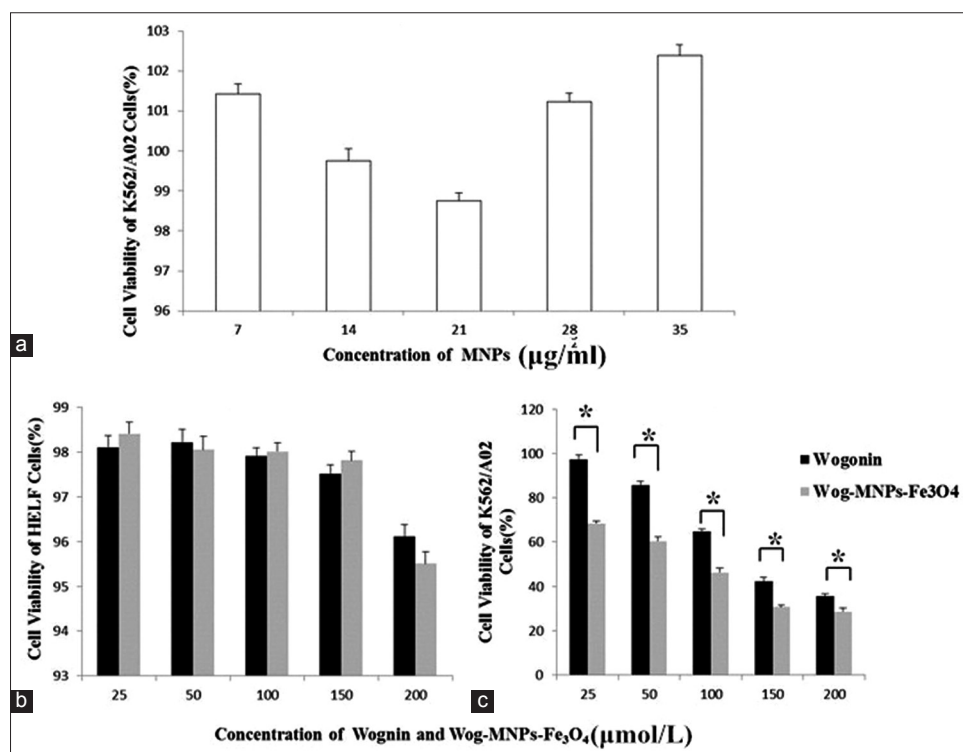 103
102
101
100
99
98
97
96
Cell Viability of K562/A02 Cells(%)
7 14 21 28 35
Concentration of MNPs (µg/ml)
a
99
98
97
96
95
94
93
Cell Viability of HELF Cells(%)
25 50 100 150 200
b
120
100
80
60
40
20
0
Cell Viability of K562/A02
Cells(%)
* * * * *
Wogonin
Wog-MNPs-Fe3O4
25 50 100 150 200
c
Concentration of Wognin and Wog-MNPs-Fe₃O₄(µmol/L)